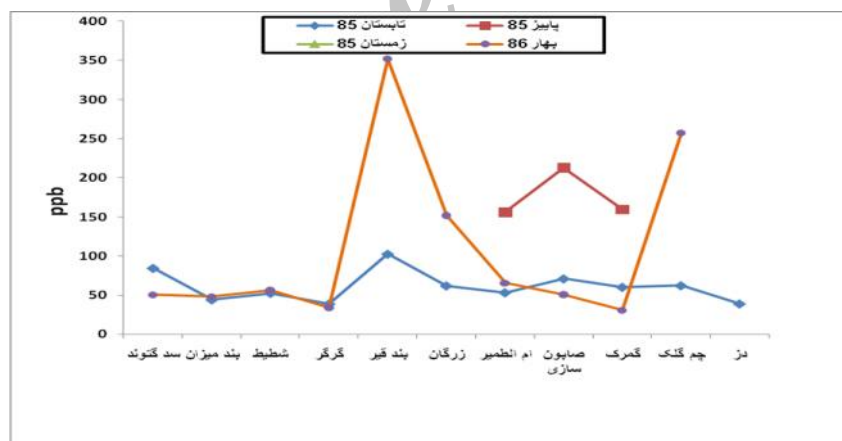 تابستان 85 پاییز 85
زمستان 85 بهار 86
ppb
400
350
300
250
200
150
100
50
0
سد گتوند بند میزان شطیط گرگر بند قیر زرگان ام الطمیر صابون سازی گمرک چم گنک دز